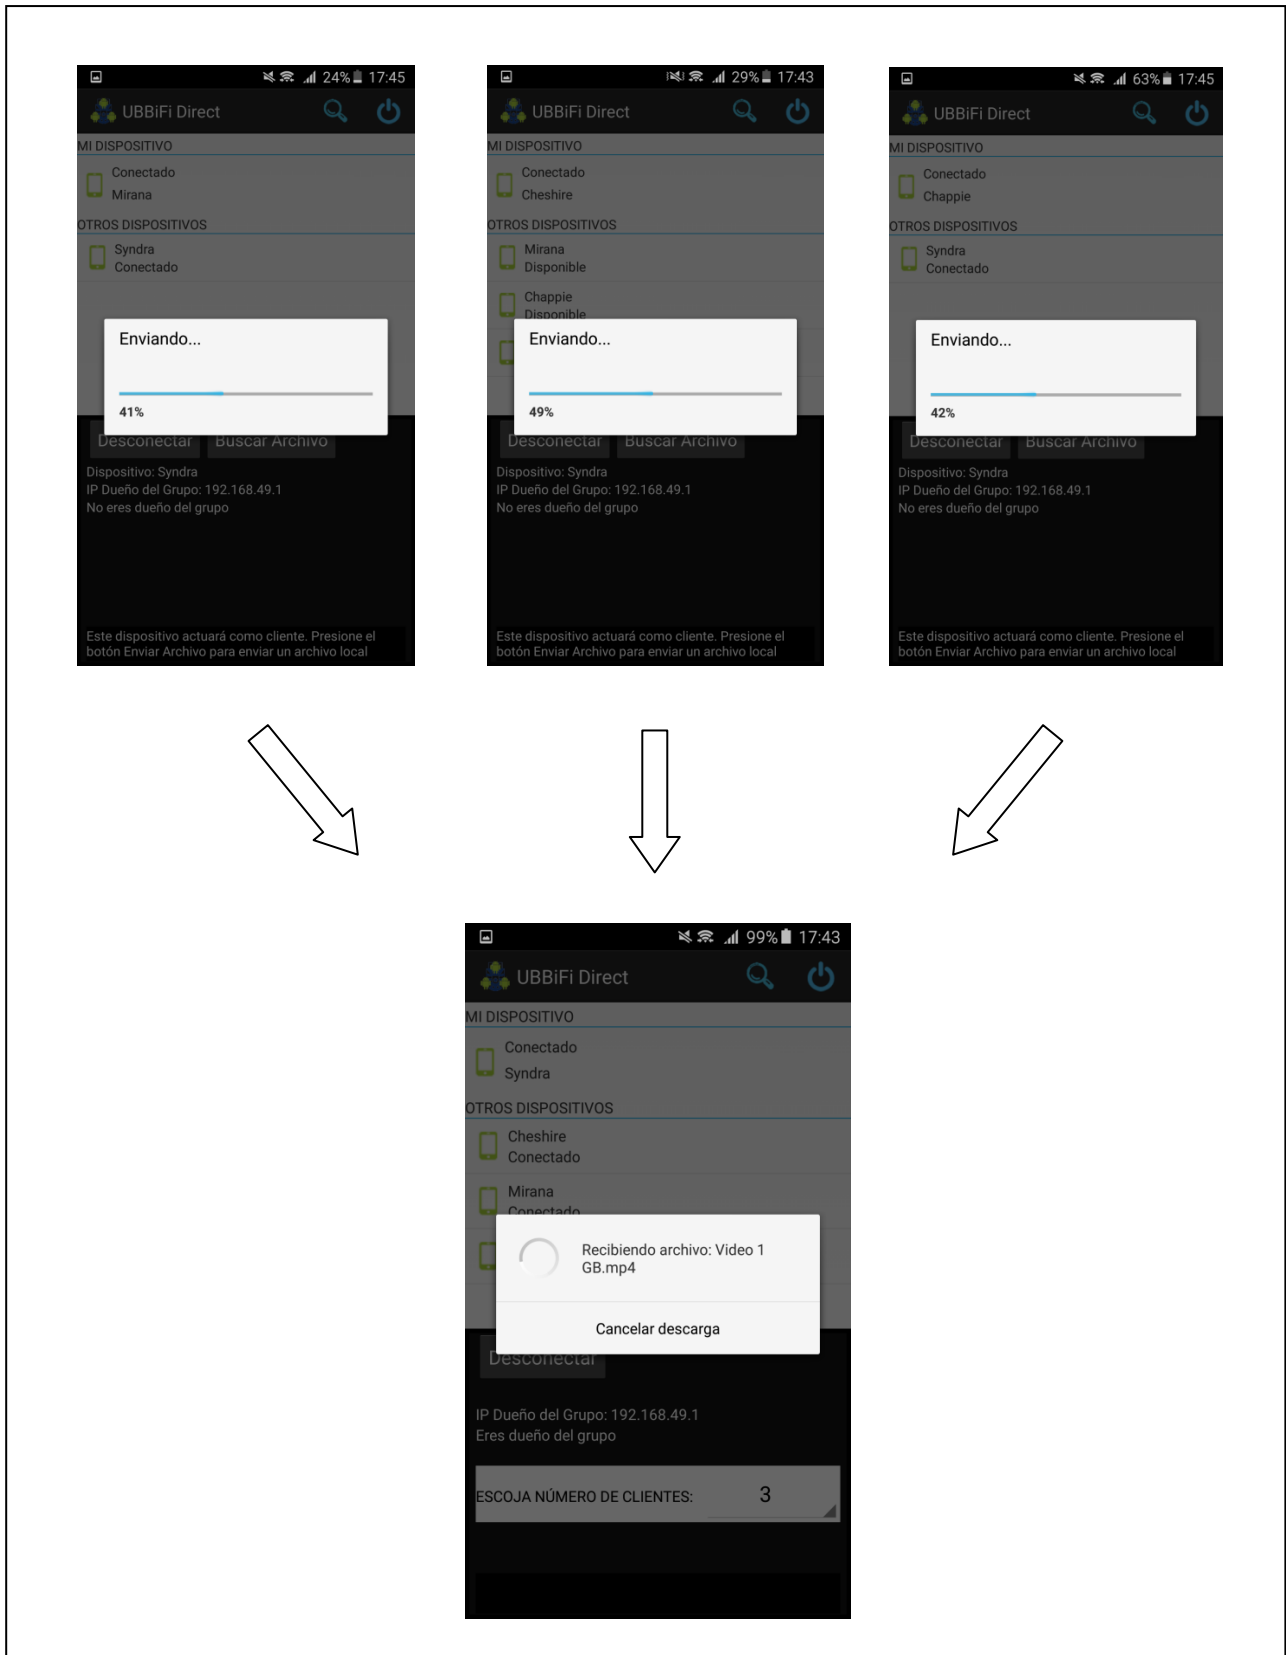 24% 17:45
UBBiFi Direct
MI DISPOSITIVO
Conectado
Mirana
OTROS DISPOSITIVOS
Syndra
Conectado
Enviando...
41%
Desconectar Buscar Archivo
Dispositivo: Syndra
IP Dueño del Grupo: 192.168.49.1
No eres dueño del grupo
Este dispositivo actuará como cliente. Presione el
botón Enviar Archivo para enviar un archivo local
29% 17:43
UBBiFi Direct
MI DISPOSITIVO
Conectado
Cheshire
OTROS DISPOSITIVOS
Mirana
Disponible
Chappie
Disponible
Enviando...
49%
Desconectar Buscar Archivo
Dispositivo: Syndra
IP Dueño del Grupo: 192.168.49.1
No eres dueño del grupo
Este dispositivo actuará como cliente. Presione el
botón Enviar Archivo para enviar un archivo local
63% 17:45
UBBiFi Direct
MI DISPOSITIVO
Conectado
Chappie
OTROS DISPOSITIVOS
Syndra
Conectado
Enviando...
42%
Desconectar Buscar Archivo
Dispositivo: Syndra
IP Dueño del Grupo: 192.168.49.1
No eres dueño del grupo
Este dispositivo actuará como cliente. Presione el
botón Enviar Archivo para enviar un archivo local
99% 17:43
UBBiFi Direct
MI DISPOSITIVO
Conectado
Syndra
OTROS DISPOSITIVOS
Cheshire
Conectado
Mirana
Conectado
Recibiendo archivo: Video 1
GB.mp4
Cancelar descarga
Desconectar
IP Dueño del Grupo: 192.168.49.1
Eres dueño del grupo
ESCOJA NÚMERO DE CLIENTES: 3